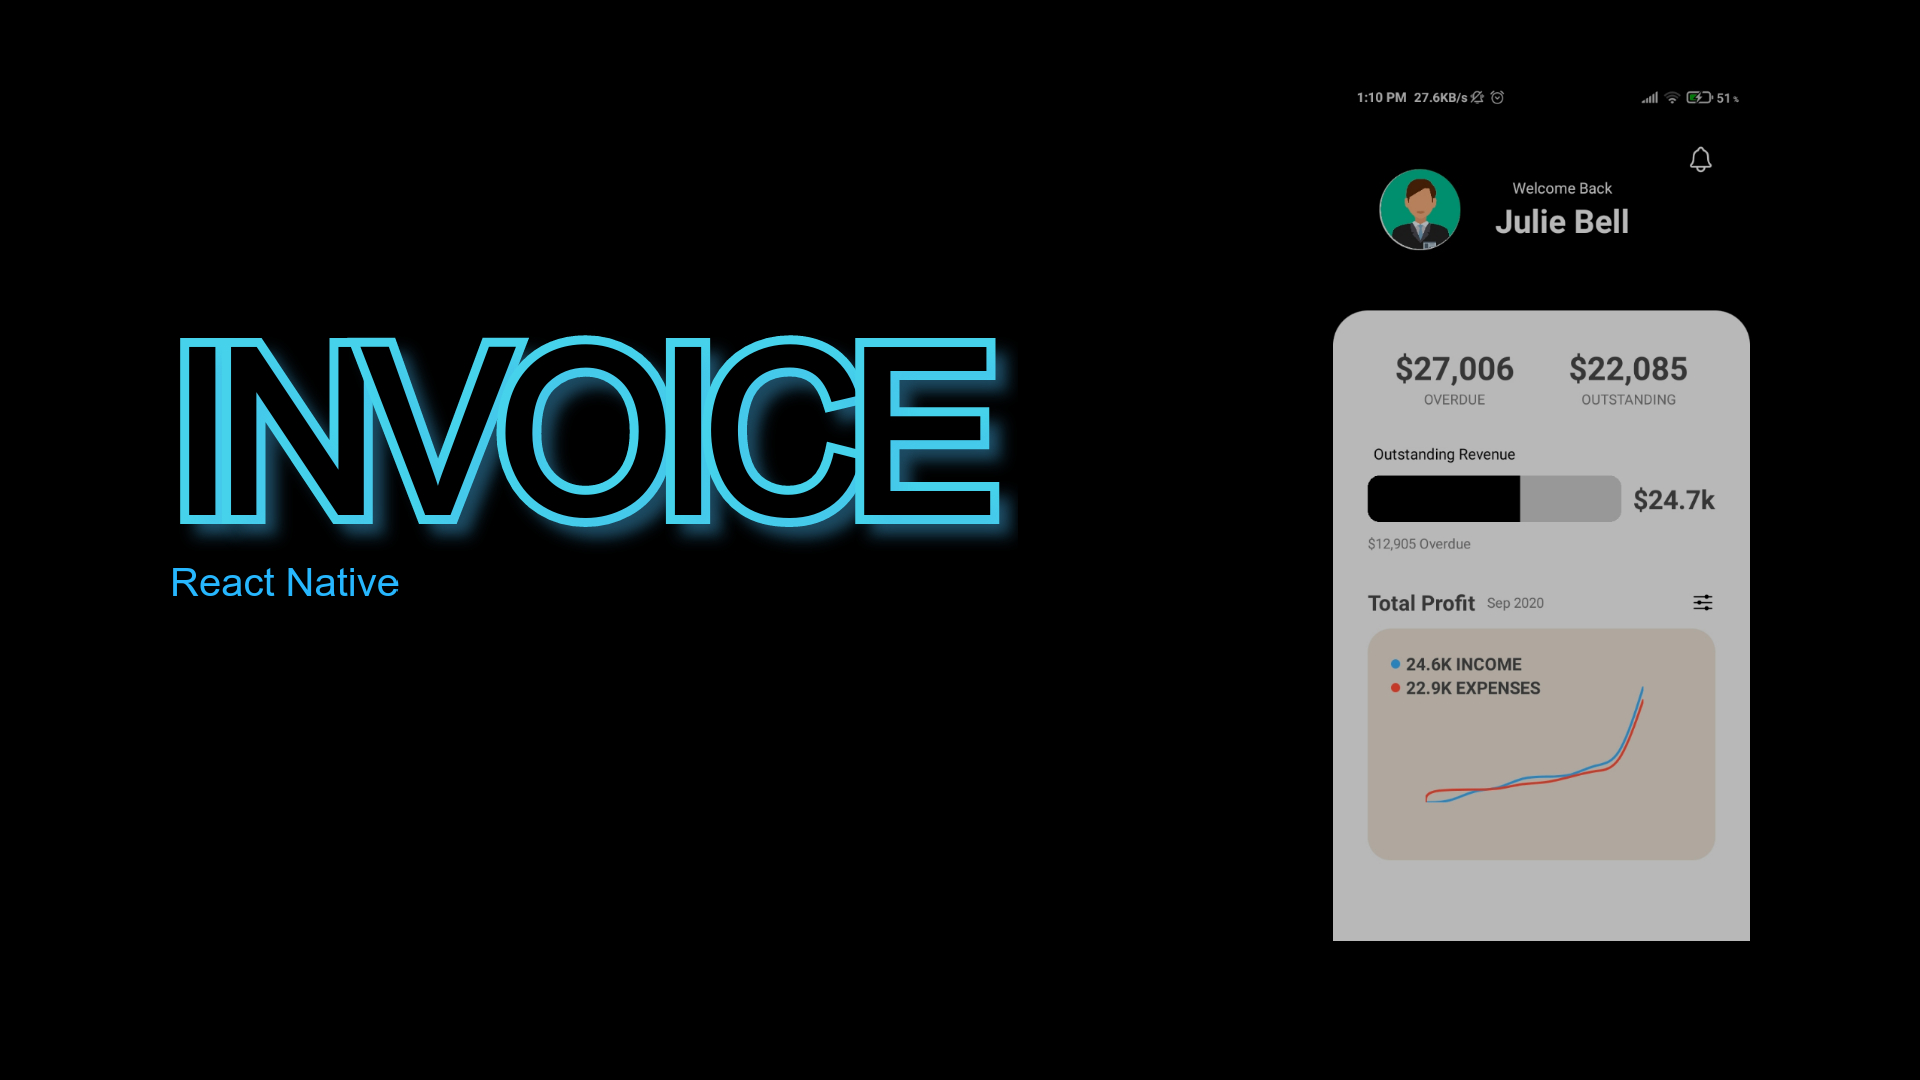 INVOICE
React Native
1:10 PM 27.6KB/s
51%
Welcome Back
Julie Bell
$27,006 $22,085
OVERDUE OUTSTANDING
Outstanding Revenue
$24.7k
$12,905 Overdue
Total Profit Sep 2020
24.6K INCOME
22.9K EXPENSES